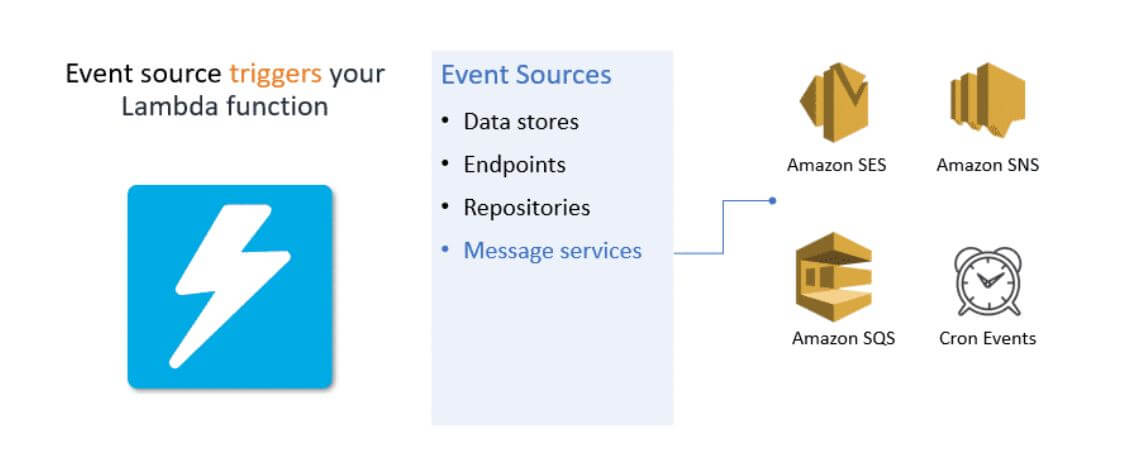 Event source triggers your
Lambda function
Event Sources
• Data stores
• Endpoints
• Repositories
• Message services
Amazon SES
Amazon SNS
Amazon SQS
Cron Events